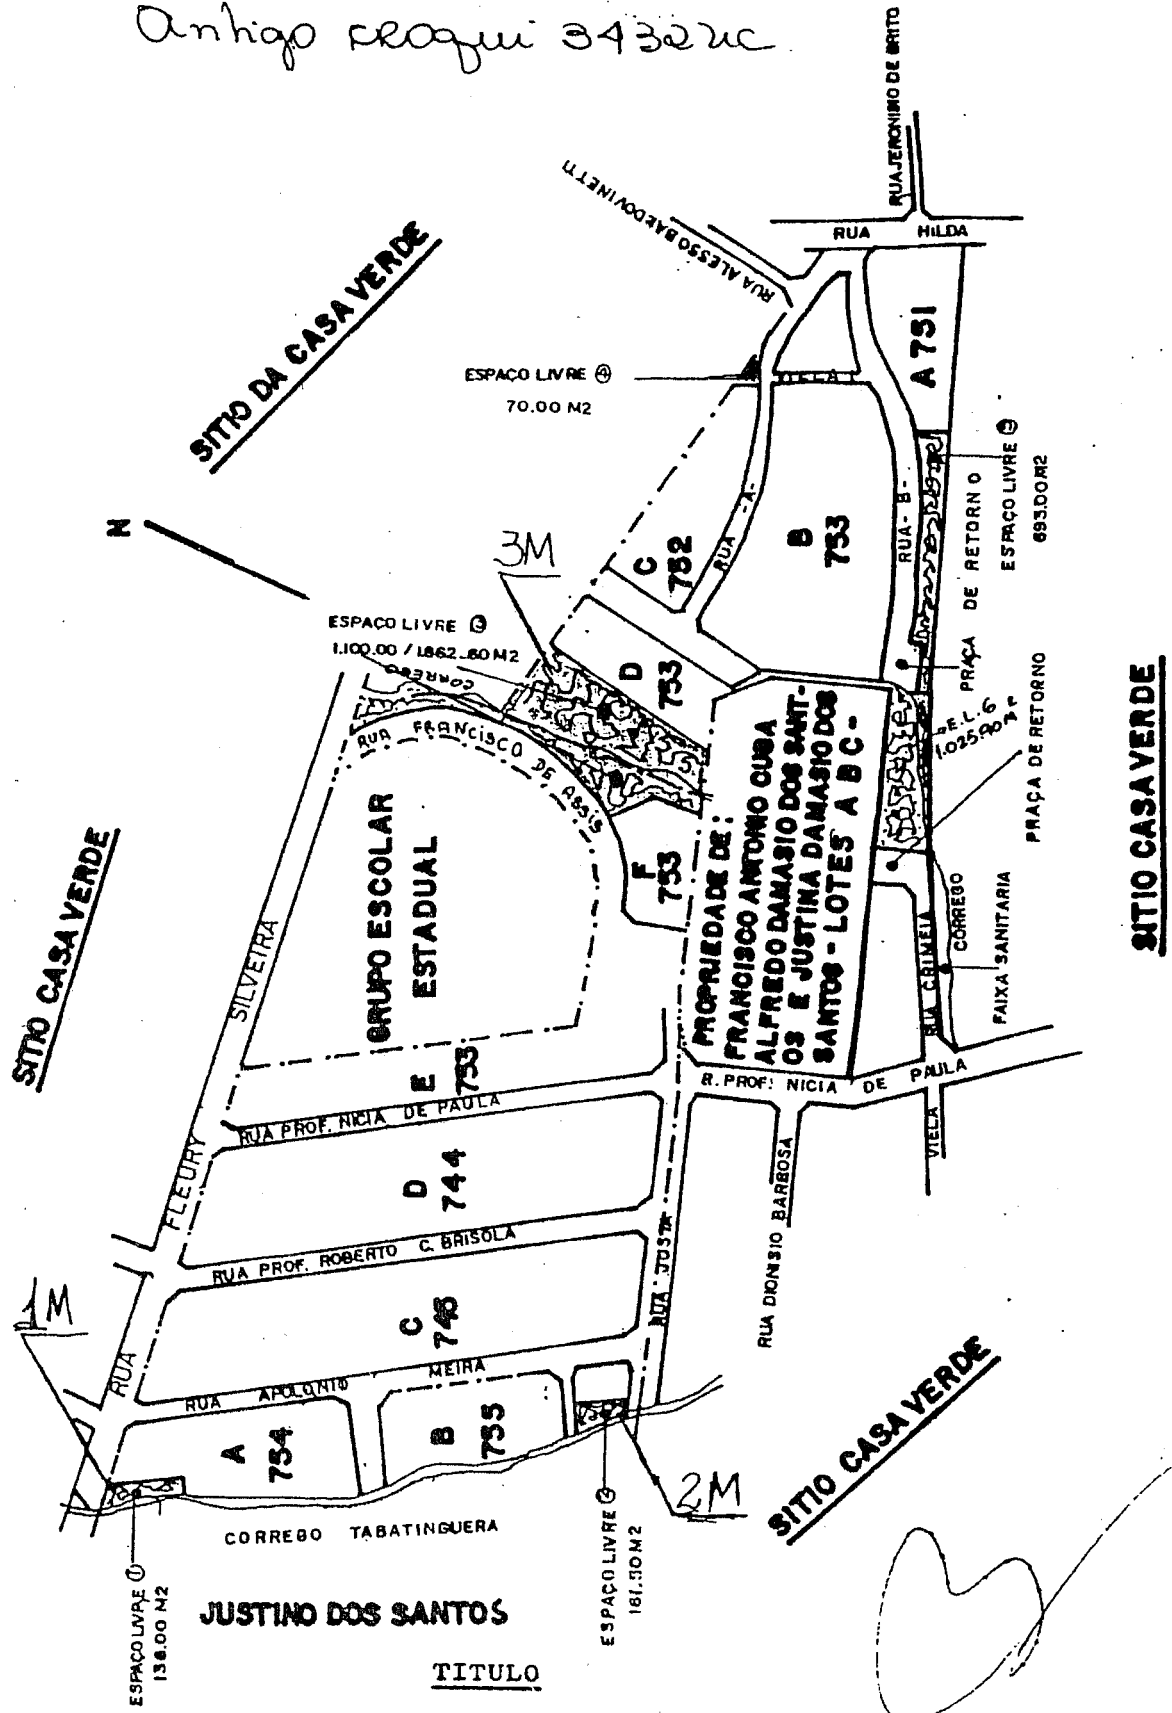 Antigo croqui 3432
RUA JERONIMO DE BRITO
RUA ALESSO BARDOVINETTI
RUA HILDA
SITIO DA CASA VERDE
A 751
ESPAÇO LIVRE 4
70.00 M2
VIELA 1
N
3M
C
752
RUA -A-
B
753
RUA - B -
PRAÇA DE RETORNO
ESPAÇO LIVRE
693.00 M2
ESPAÇO LIVRE 3
1.100.00 / 1.862.60 M2
CORREGO
D
753
RUA FRANCISCO DE ASSIS
E.L.6
1.025.90 M2
PRAÇA DE RETORNO
SITIO CASA VERDE
SITIO CASA VERDE
GRUPO ESCOLAR
ESTADUAL
F
753
PROPRIEDADE DE:
FRANCISCO ANTONIO CUBA
ALFREDO DAMASIO DOS SANT-
OS E JUSTINA DAMASIO DOS
SANTOS - LOTES A B C -
RUA CRIMEIA
CORREGO
FAIXA SANITARIA
RUA FLEURY SILVEIRA
E
753
RUA PROF. NICIA DE PAULA
R. PROF: NICIA DE PAULA
VIELA
D
744
RUA PROF. ROBERTO C. BRISOLA
RUA JUSTA
RUA DIONISIO BARBOSA
1M
C
745
RUA APOLONIO MEIRA
A
754
B
755
2M
SITIO CASA VERDE
CORREGO TABATINGUERA
ESPAÇO LIVRE 1
138.00 M2
ESPAÇO LIVRE 2
161.50 M2
JUSTINO DOS SANTOS
TITULO